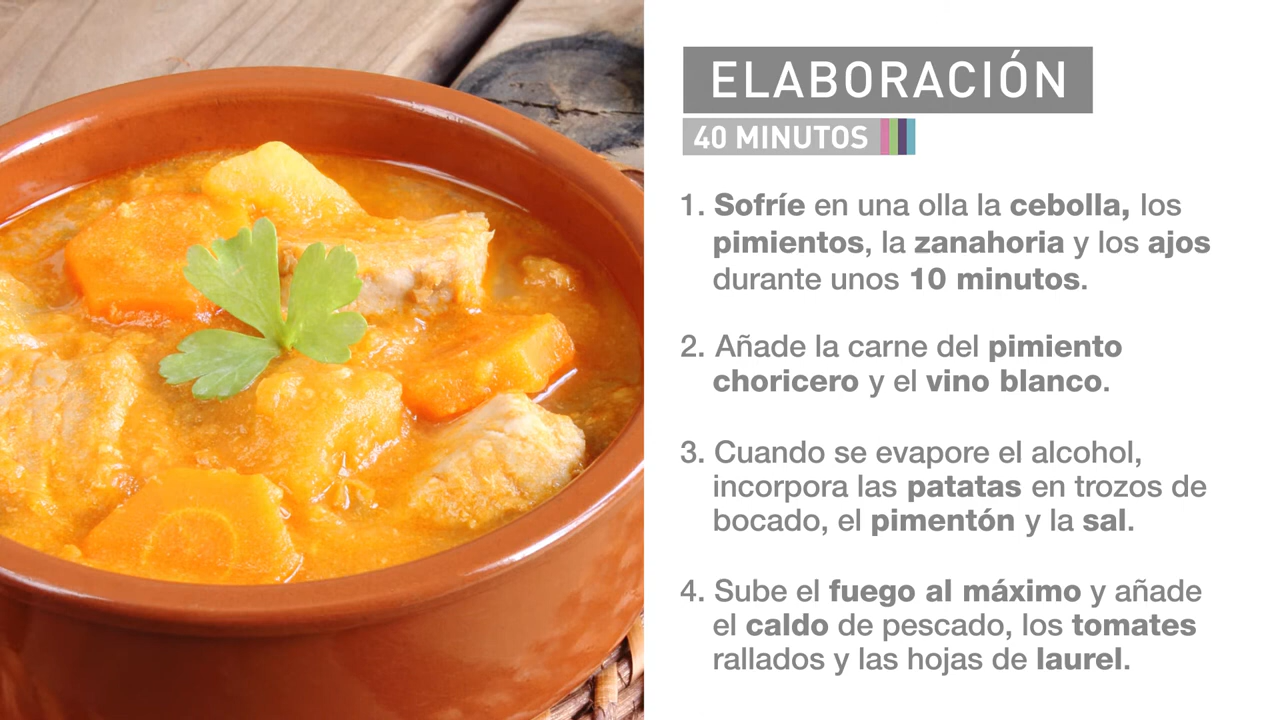 ELABORACIÓN
40 MINUTOS
1. Sofríe en una olla la cebolla, los
pimientos, la zanahoria y los ajos
durante unos 10 minutos.
2. Añade la carne del pimiento
choricero y el vino blanco.
3. Cuando se evapore el alcohol,
incorpora las patatas en trozos de
bocado, el pimentón y la sal.
4. Sube el fuego al máximo y añade
el caldo de pescado, los tomates
rallados y las hojas de laurel.